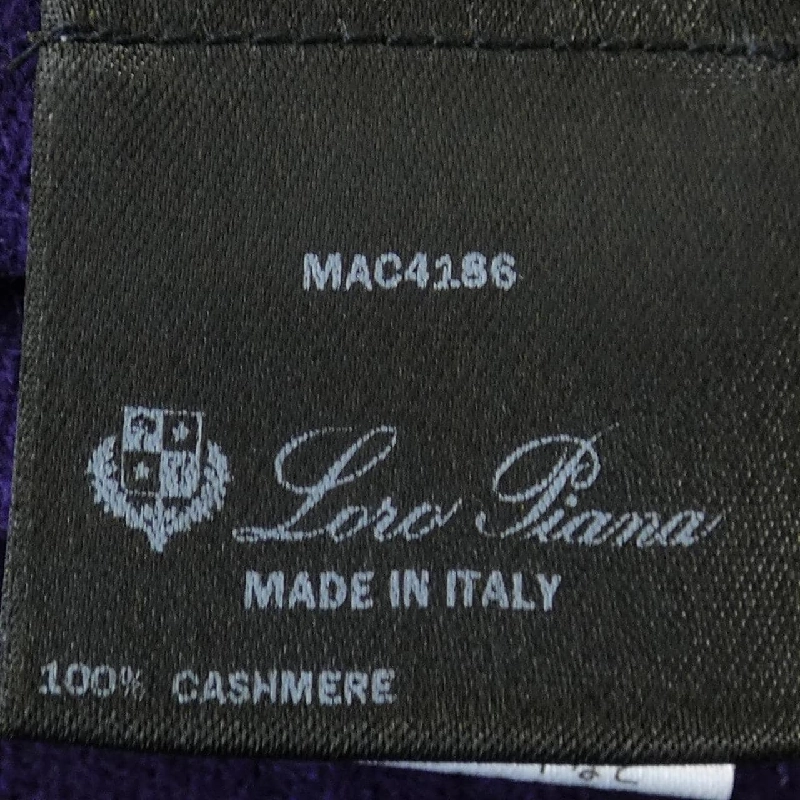 MAC4186
Loro Piana
MADE IN ITALY
100% CASHMERE